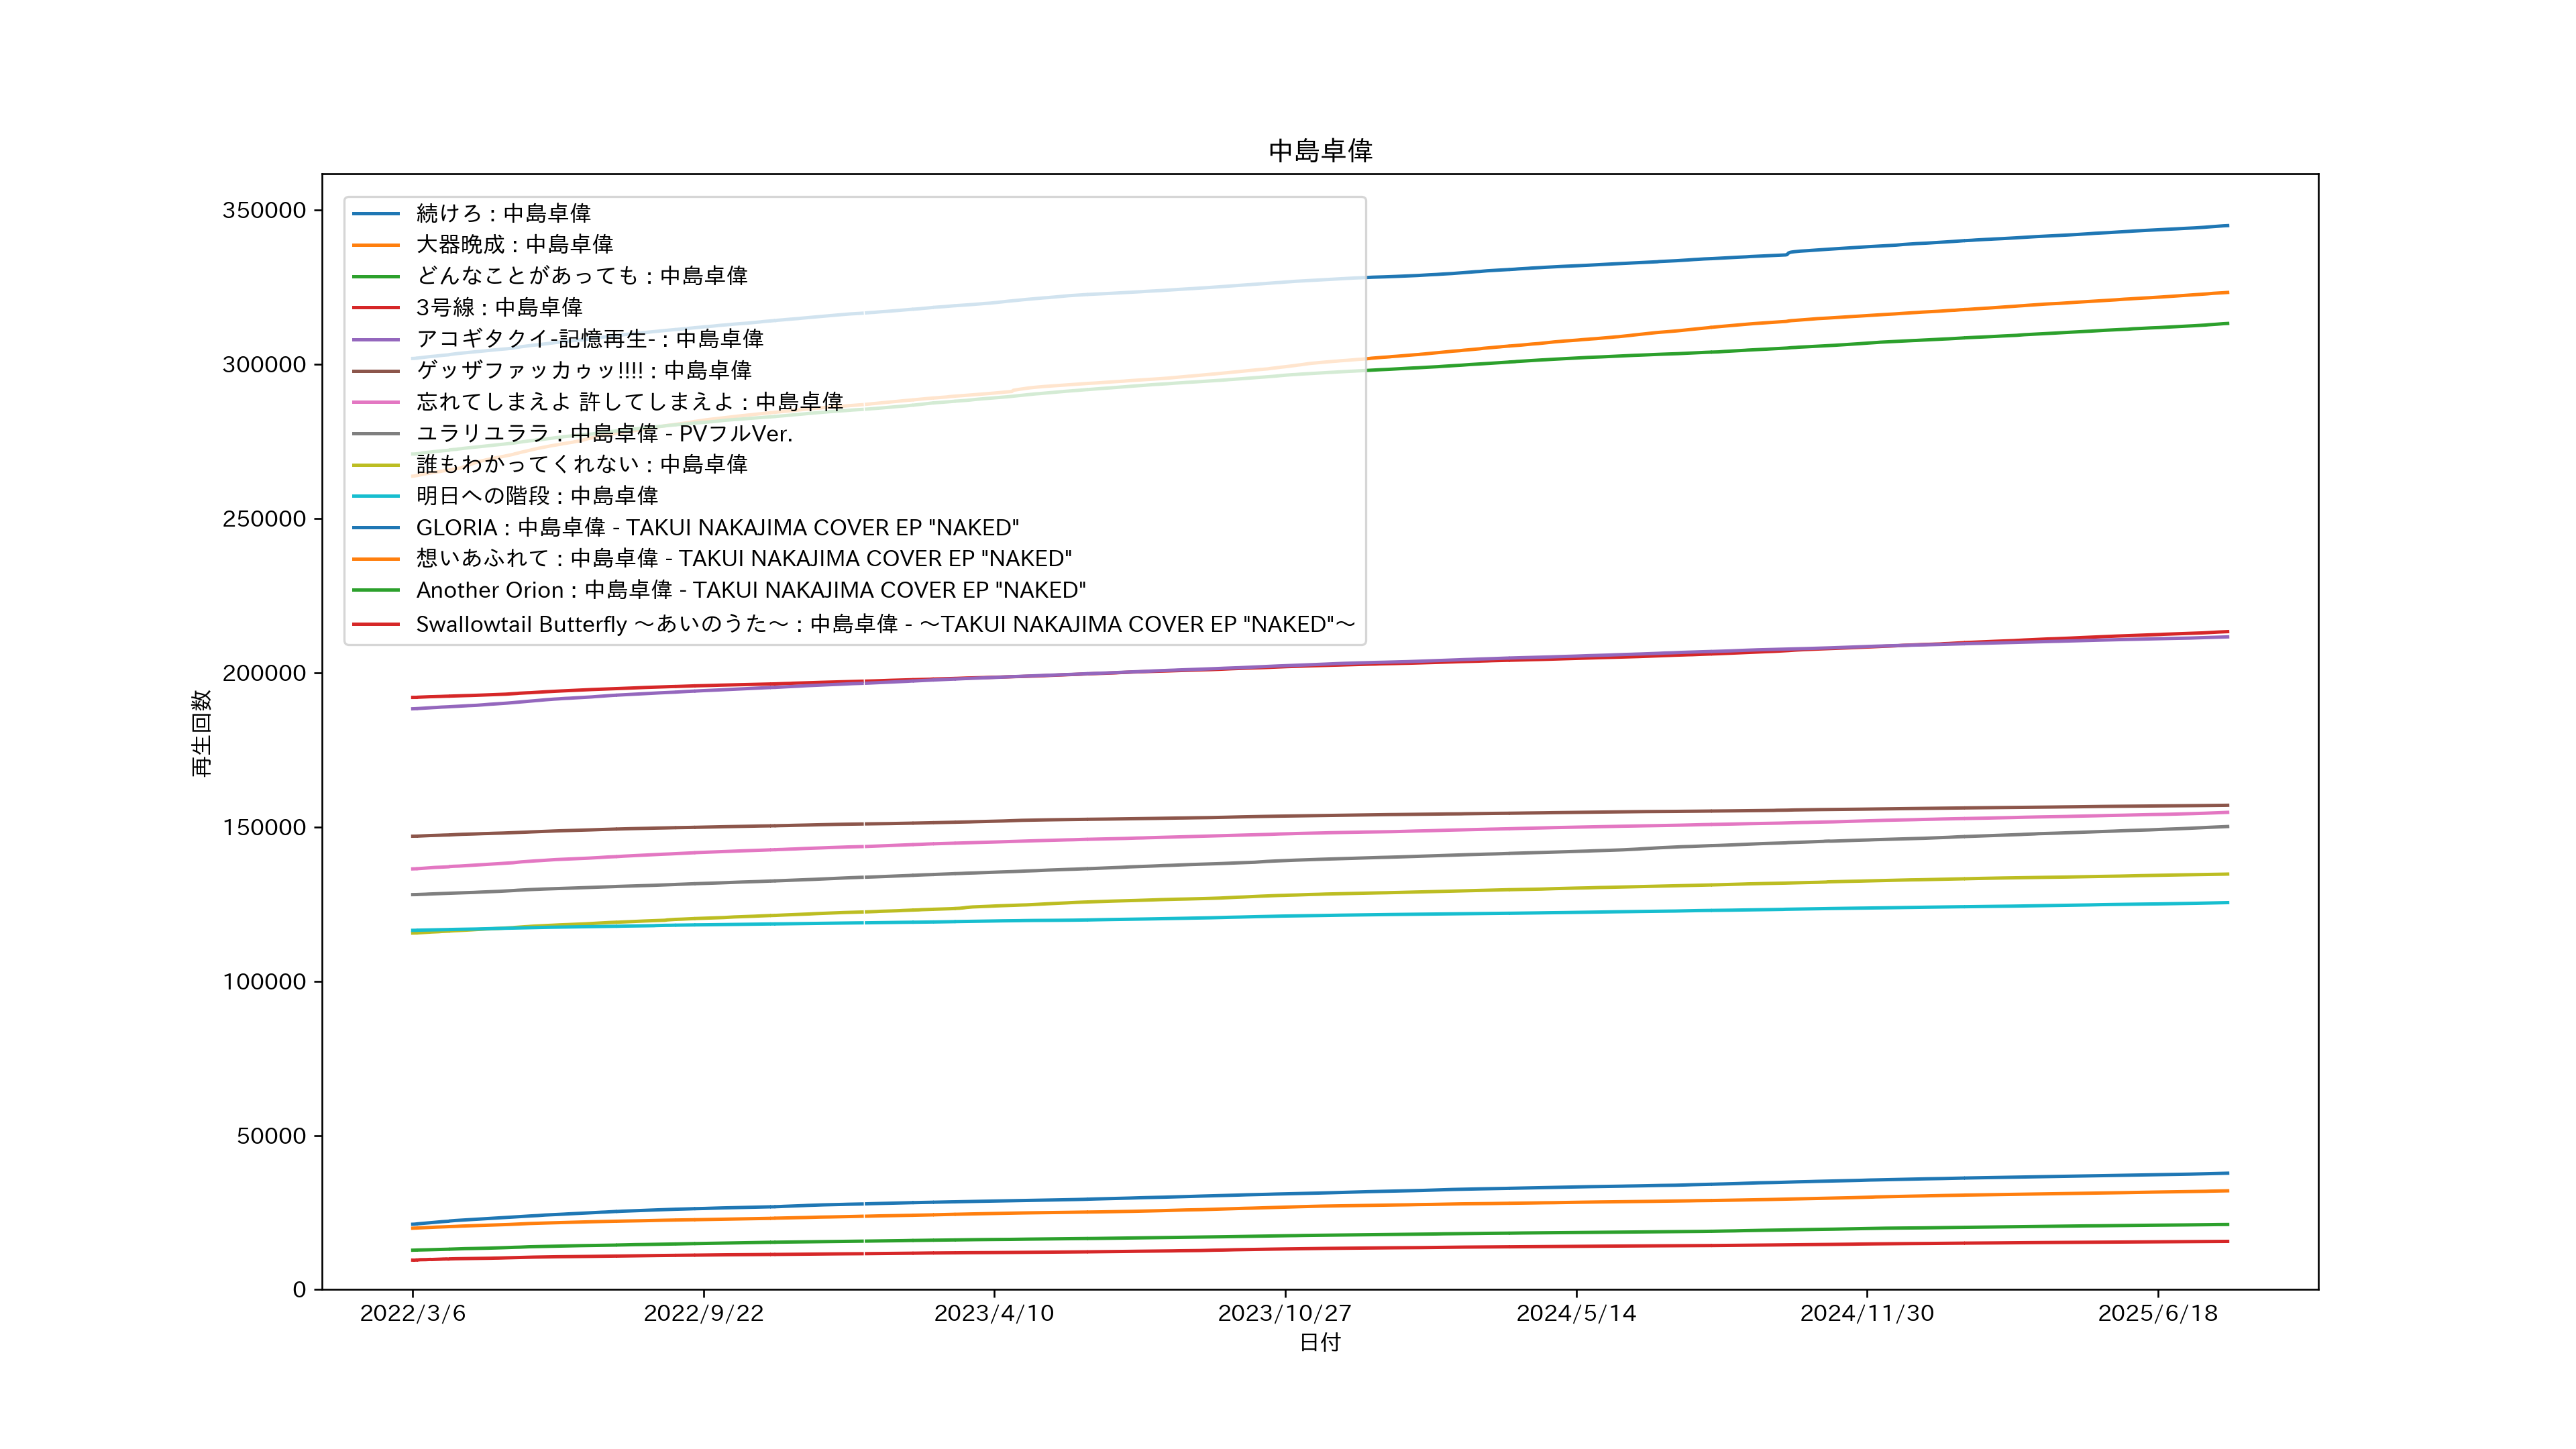 中島卓偉
350000
300000
250000
200000
150000
100000
50000
0
再生回数
続けろ : 中島卓偉
大器晩成 : 中島卓偉
どんなことがあっても : 中島卓偉
3号線 : 中島卓偉
アコギタクイ-記憶再生- : 中島卓偉
ゲッザファッカゥッ!!!! : 中島卓偉
忘れてしまえよ 許してしまえよ : 中島卓偉
ユラリユララ : 中島卓偉 - PVフルVer.
誰もわかってくれない : 中島卓偉
明日への階段 : 中島卓偉
GLORIA : 中島卓偉 - TAKUI NAKAJIMA COVER EP "NAKED"
想いあふれて : 中島卓偉 - TAKUI NAKAJIMA COVER EP "NAKED"
Another Orion : 中島卓偉 - TAKUI NAKAJIMA COVER EP "NAKED"
Swallowtail Butterfly 〜あいのうた〜 : 中島卓偉 - 〜TAKUI NAKAJIMA COVER EP "NAKED"〜
2022/3/6 2022/9/22 2023/4/10 2023/10/27 2024/5/14 2024/11/30 2025/6/18
日付